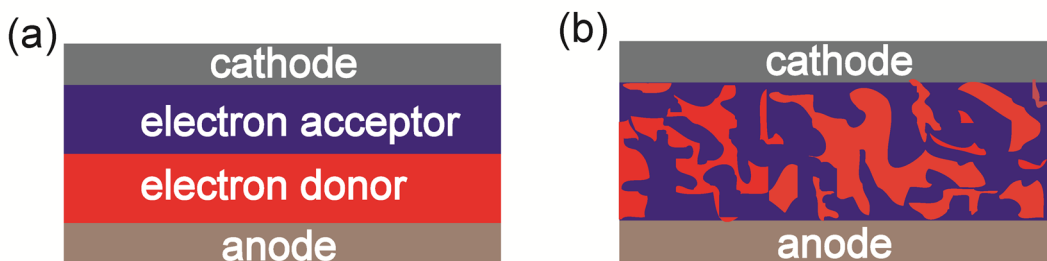 (a)
cathode
electron acceptor
electron donor
anode
(b)
cathode
anode